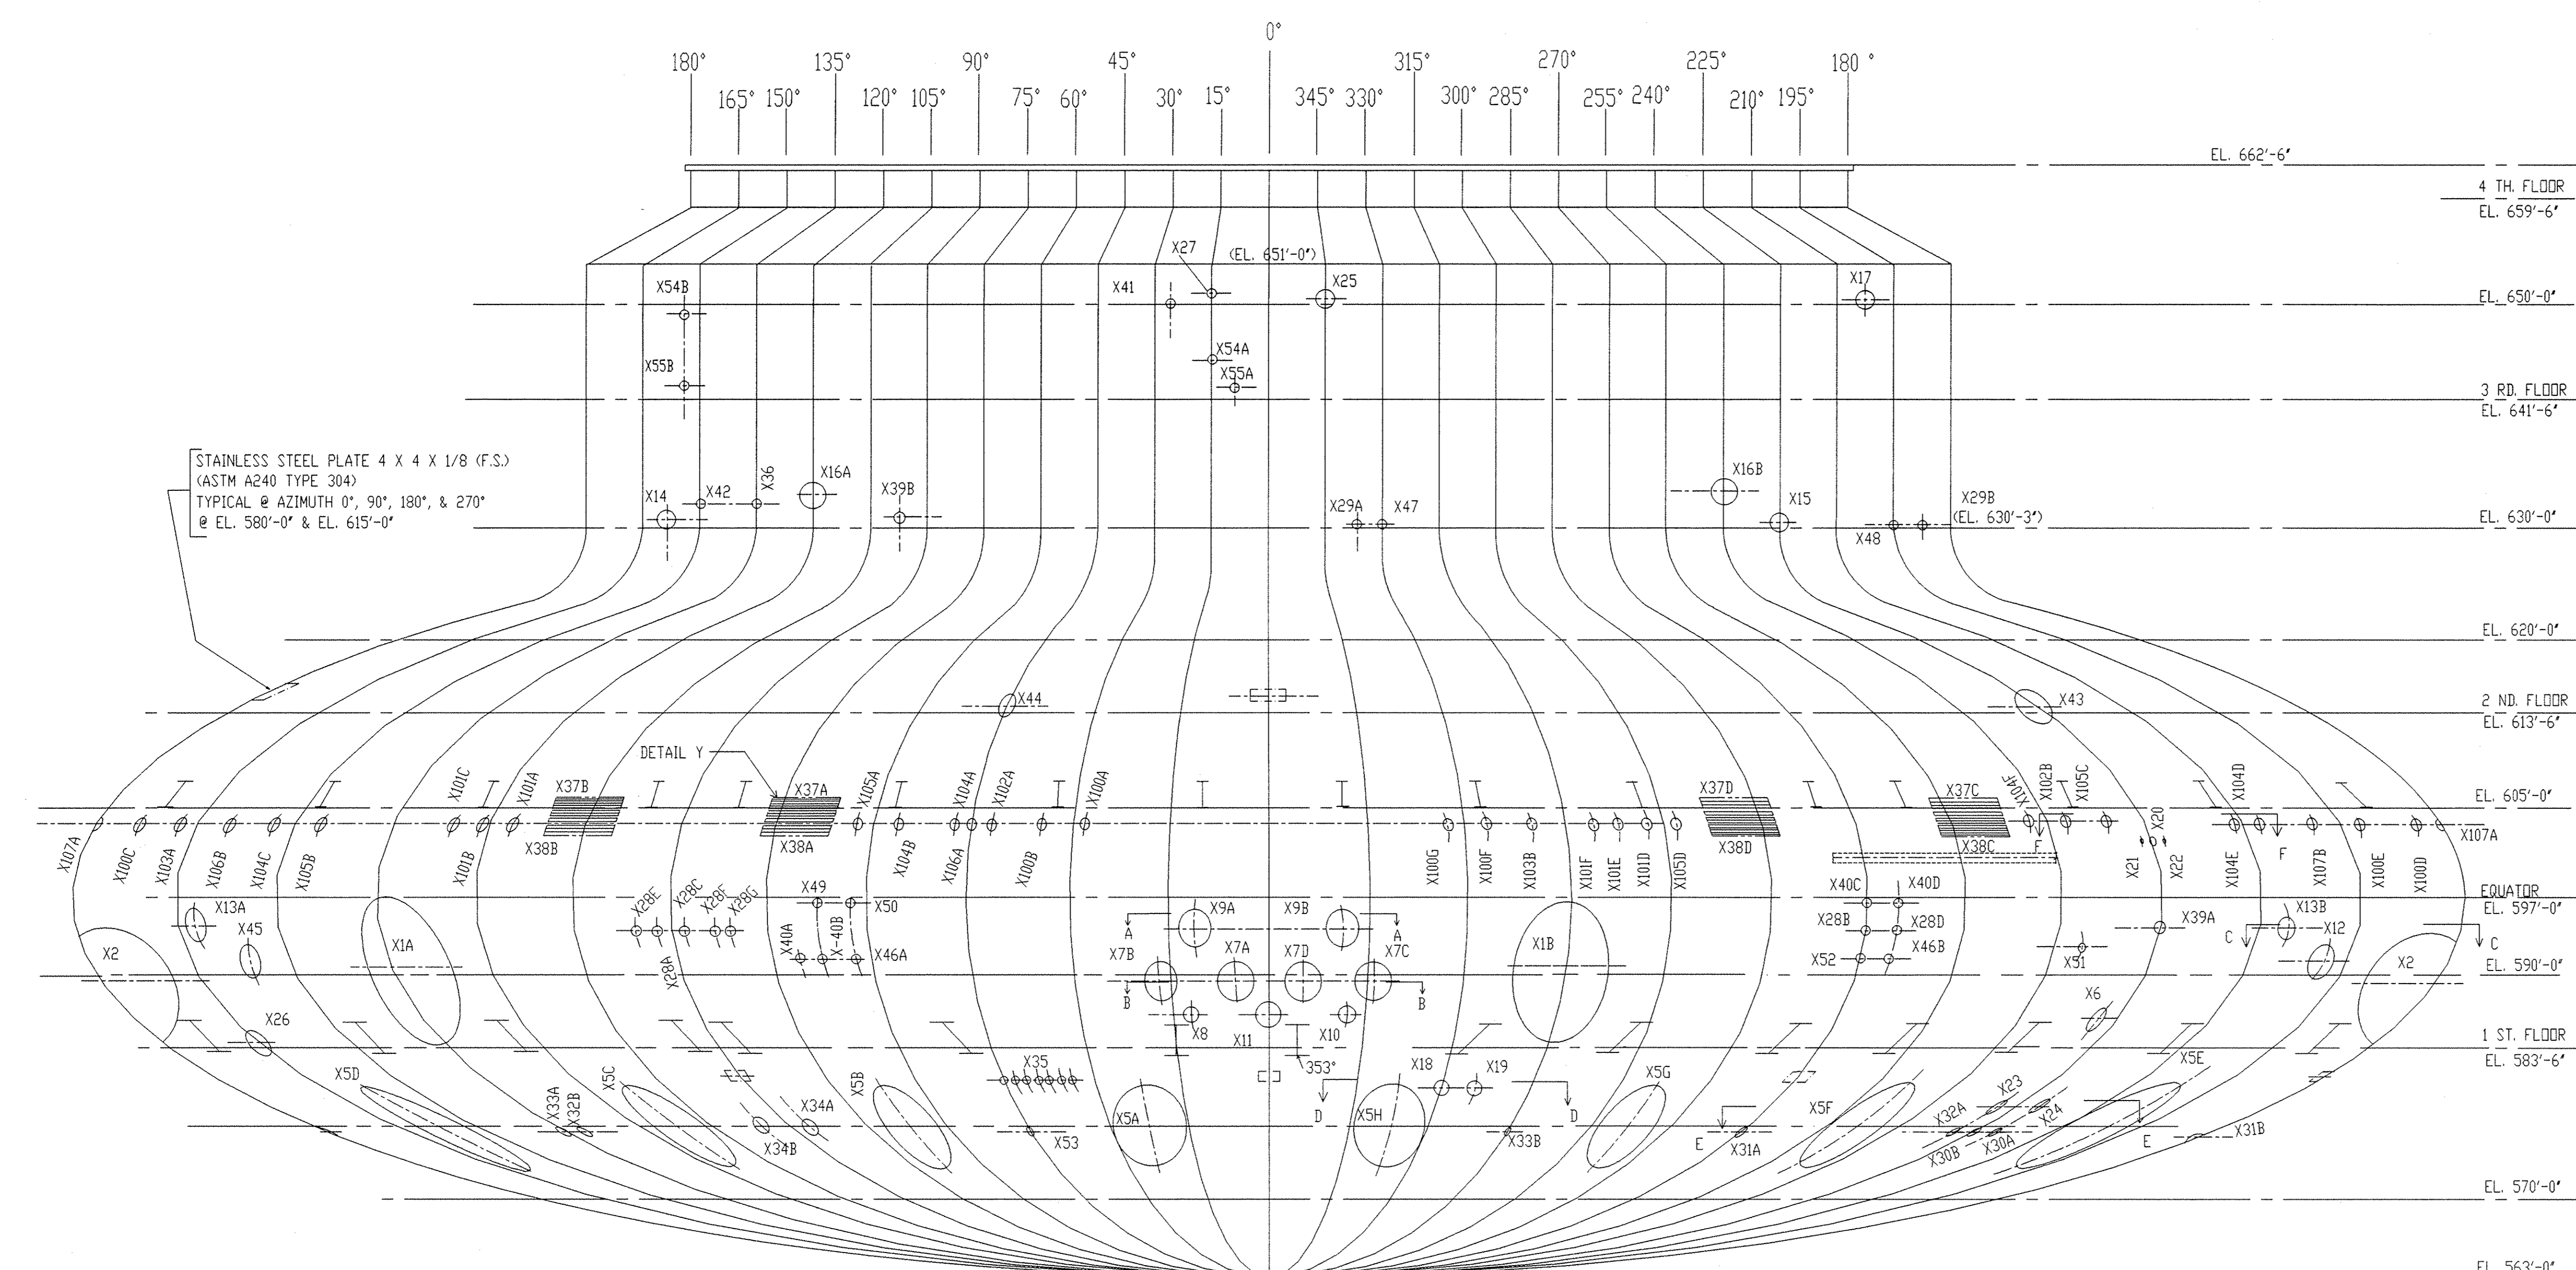 0°
180°
135°
90°
45°
315°
270°
225°
180 °
165°
150°
120°
105°
75°
60°
30°
15°
345°
330°
300°
285°
255°
240°
210°
195°
EL. 662'-6"
4 TH. FLOOR
EL. 659'-6"
X27
(EL. 651'-0")
X54B
X41
X25
X17
EL. 650'-0"
X54A
X55B
X55A
3 RD. FLOOR
EL. 641'-6"
STAINLESS STEEL PLATE 4 X 4 X 1/8 (F.S.)
(ASTM A240 TYPE 304)
TYPICAL @ AZIMUTH 0°, 90°, 180°, & 270°
@ EL. 580'-0" & EL. 615'-0"
X14
X42
X36
X16A
X39B
X29A
X47
X16B
X15
X29B
(EL. 630'-3")
X48
EL. 630'-0"
EL. 620'-0"
X44
X43
2 ND. FLOOR
EL. 613'-6"
DETAIL Y
X101C
X101A
X37B
X37A
X105A
X104A
X102A
X100A
X37D
X37C
X104F
X102B
X105C
X104D
EL. 605'-0"
X107A
X100C
X103A
X106B
X104C
X105B
X101B
X38B
X38A
X104B
X106A
X100B
X100G
X100F
X103B
X101F
X101E
X101D
X105D
X38D
X38C
F
X21
X20
X22
X104E
F
X107B
X100E
X100D
X107A
EQUATOR
EL. 597'-0"
X13A
X45
X2
X1A
X28E
X28C
X28F
X28G
X28A
X49
X50
X40A
X-40B
X46A
A
X9A
X9B
A
X7B
X7A
X7D
X7C
X1B
X40C
X40D
X28B
X28D
X52
X46B
X39A
X51
C
X13B
X12
C
X2
EL. 590'-0"
B
B
X8
X11
X10
X6
X26
353°
1 ST. FLOOR
EL. 583'-6"
X5D
X33A
X32B
X5C
X34B
X34A
X5B
X35
X53
X5A
D
X5H
X18
X19
D
X33B
X5G
E
X31A
X5F
X32A
X23
X24
X30B
X30A
X5E
E
X31B
EL. 570'-0"
EL. 563'-0"